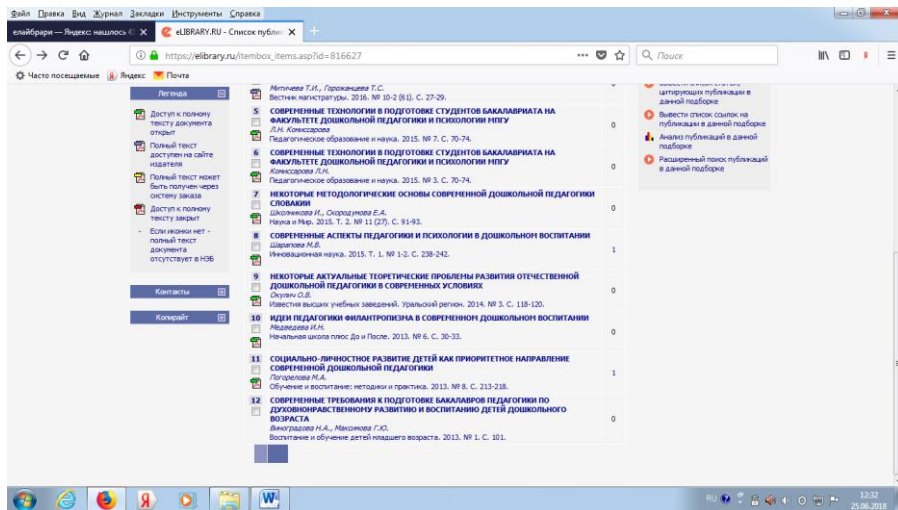 Файл Правка Вид Журнал Закладки Инструменты Справка
елайбрари — Яндекс: нашлось
eLIBRARY.RU - Список публик
https://elibrary.ru/itembox_items.asp?id=816627
Поиск
Часто посещаемые Яндекс Почта
Легенда
Доступ к полному
тексту документа
открыт
Полный текст
доступен на сайте
издателя
Полный текст может
быть получен через
систему заказа
Доступ к полному
тексту закрыт
- Если иконки нет -
полный текст
документа
отсутствует в НЭБ
Контакты
Копирайт
Митичева Т.И., Горожанцева Т.С.
Вестник магистратуры. 2016. № 10-2 (61). С. 27-29.
0
5 СОВРЕМЕННЫЕ ТЕХНОЛОГИИ В ПОДГОТОВКЕ СТУДЕНТОВ БАКАЛАВРИАТА НА
ФАКУЛЬТЕТЕ ДОШКОЛЬНОЙ ПЕДАГОГИКИ И ПСИХОЛОГИИ МПГУ
Л.Н. Комиссарова
Педагогическое образование и наука. 2015. № 7. С. 70-74.
0
6 СОВРЕМЕННЫЕ ТЕХНОЛОГИИ В ПОДГОТОВКЕ СТУДЕНТОВ БАКАЛАВРИАТА НА
ФАКУЛЬТЕТЕ ДОШКОЛЬНОЙ ПЕДАГОГИКИ И ПСИХОЛОГИИ МПГУ
Комиссарова Л.Н.
Педагогическое образование и наука. 2015. № 3. С. 70-74.
0
7 НЕКОТОРЫЕ МЕТОДОЛОГИЧЕСКИЕ ОСНОВЫ СОВРЕМЕННОЙ ДОШКОЛЬНОЙ ПЕДАГОГИКИ
СЛОВАКИИ
Школникова И., Скородумова Е.А.
Наука и Мир. 2015. Т. 2. № 11 (27). С. 91-93.
0
8 СОВРЕМЕННЫЕ АСПЕКТЫ ПЕДАГОГИКИ И ПСИХОЛОГИИ В ДОШКОЛЬНОМ ВОСПИТАНИИ
Шарапова М.В.
Инновационная наука. 2015. Т. 1. № 1-2. С. 238-242.
1
9 НЕКОТОРЫЕ АКТУАЛЬНЫЕ ТЕОРЕТИЧЕСКИЕ ПРОБЛЕМЫ РАЗВИТИЯ ОТЕЧЕСТВЕННОЙ
ДОШКОЛЬНОЙ ПЕДАГОГИКИ В СОВРЕМЕННЫХ УСЛОВИЯХ
Окулич О.В.
Известия высших учебных заведений. Уральский регион. 2014. № 3. С. 118-120.
0
10 ИДЕИ ПЕДАГОГИКИ ФИЛАНТРОПИЗМА В СОВРЕМЕННОМ ДОШКОЛЬНОМ ВОСПИТАНИИ
Медведева И.Н.
Начальная школа плюс До и После. 2013. № 6. С. 30-33.
0
11 СОЦИАЛЬНО-ЛИЧНОСТНОЕ РАЗВИТИЕ ДЕТЕЙ КАК ПРИОРИТЕТНОЕ НАПРАВЛЕНИЕ
СОВРЕМЕННОЙ ДОШКОЛЬНОЙ ПЕДАГОГИКИ
Погорелова М.А.
Обучение и воспитание: методики и практика. 2013. № 8. С. 213-218.
1
12 СОВРЕМЕННЫЕ ТРЕБОВАНИЯ К ПОДГОТОВКЕ БАКАЛАВРОВ ПЕДАГОГИКИ ПО
ДУХОВНОНРАВСТВЕННОМУ РАЗВИТИЮ И ВОСПИТАНИЮ ДЕТЕЙ ДОШКОЛЬНОГО
ВОЗРАСТА
Виноградова Н.А., Максимова Г.Ю.
Воспитание и обучение детей младшего возраста. 2013. № 1. С. 101.
0
цитирующих публикации в
данной подборке
Вывести список ссылок на
публикации в данной подборке
Анализ публикаций в данной
подборке
Расширенный поиск публикаций
в данной подборке
RU
12:32
25.06.2018